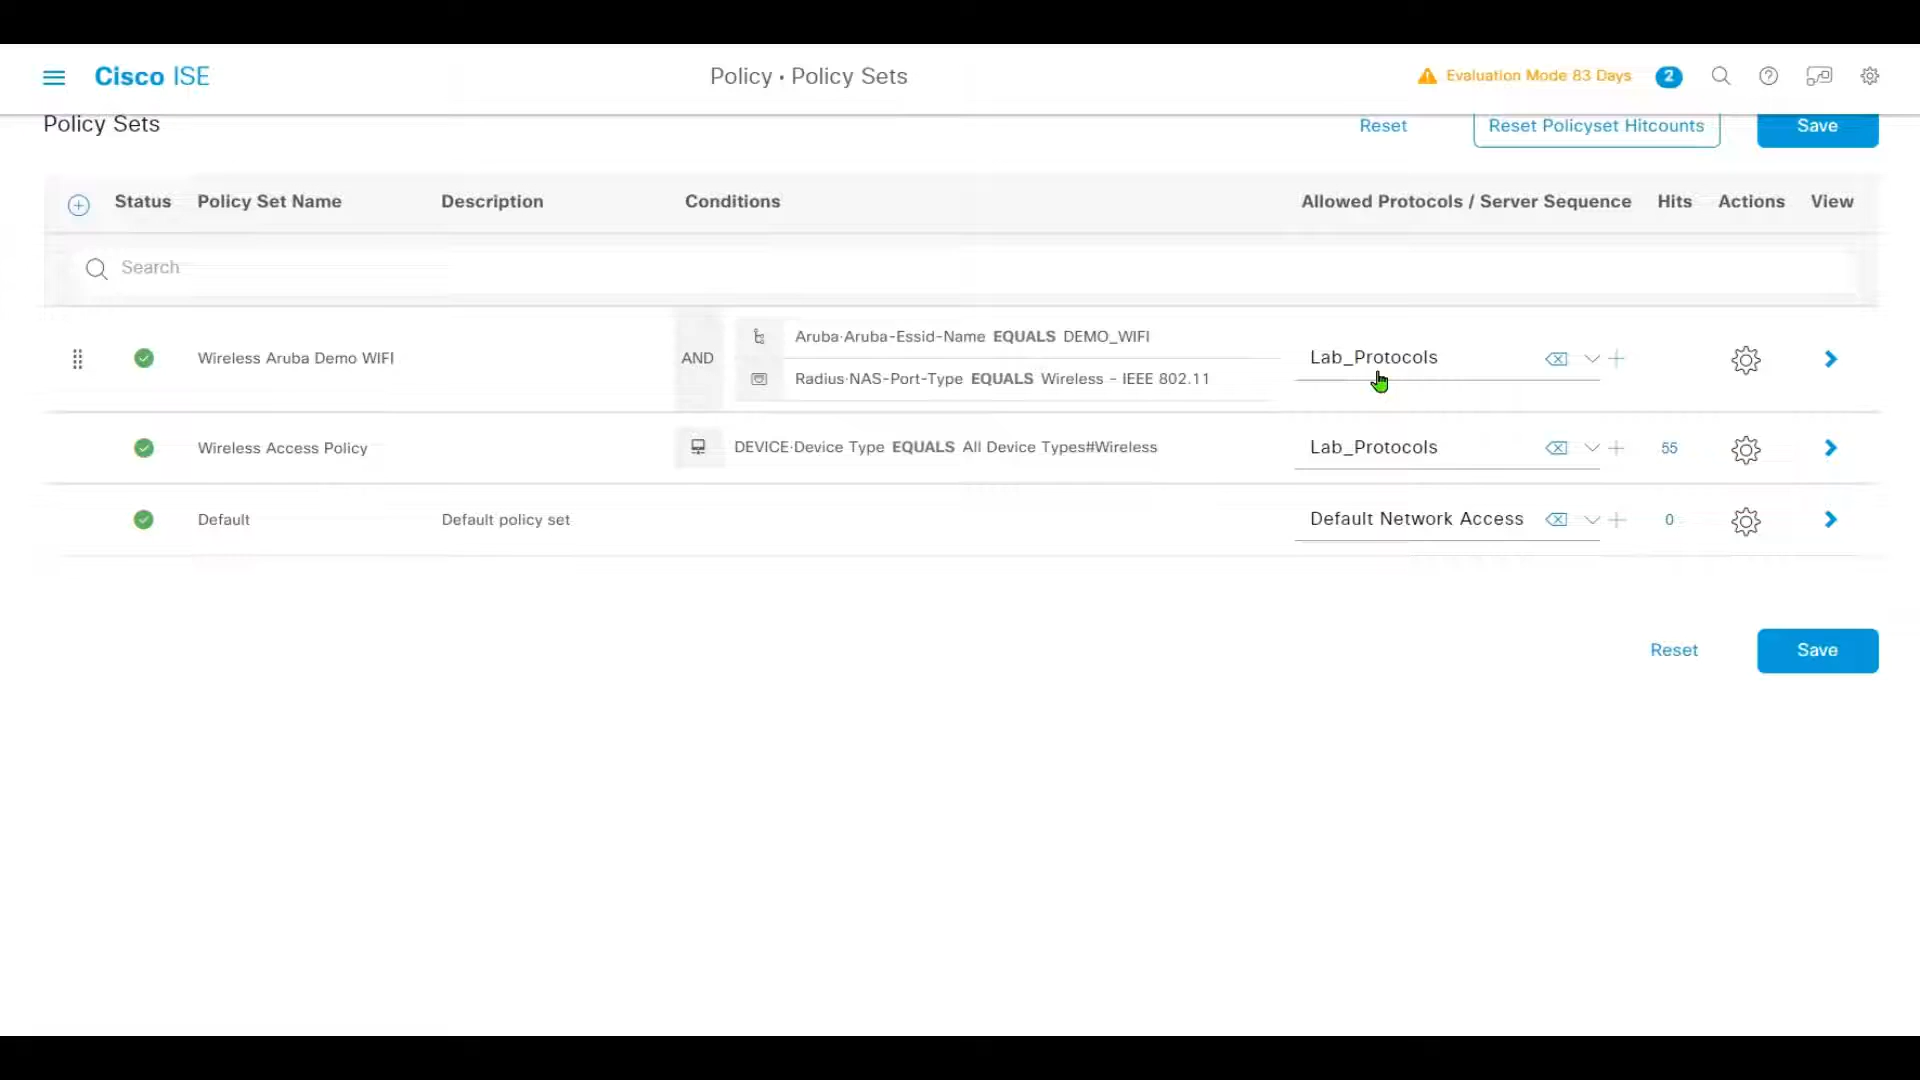 Cisco ISE
Policy · Policy Sets
Evaluation Mode 83 Days
2
Policy Sets
Reset
Reset Policyset Hitcounts
Save
Status
Policy Set Name
Description
Conditions
Allowed Protocols / Server Sequence
Hits
Actions
View
Search
Wireless Aruba Demo WIFI
AND
Aruba·Aruba-Essid-Name EQUALS DEMO_WIFI
Radius·NAS-Port-Type EQUALS Wireless - IEEE 802.11
Lab_Protocols
Wireless Access Policy
DEVICE·Device Type EQUALS All Device Types#Wireless
Lab_Protocols
55
Default
Default policy set
Default Network Access
0
Reset
Save